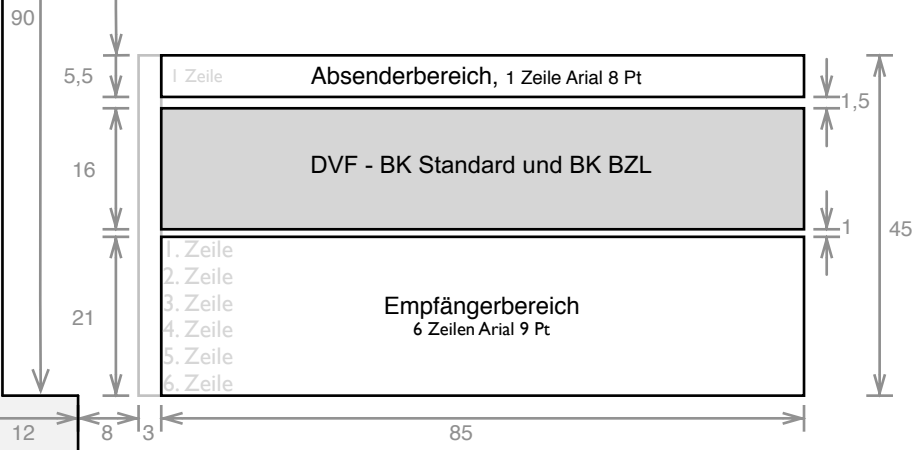 90
5,5
1 Zeile
Absenderbereich, 1 Zeile Arial 8 Pt
1,5
16
DVF - BK Standard und BK BZL
1
45
1. Zeile
2. Zeile
3. Zeile
4. Zeile
5. Zeile
6. Zeile
21
Empfängerbereich
6 Zeilen Arial 9 Pt
12
8
3
85